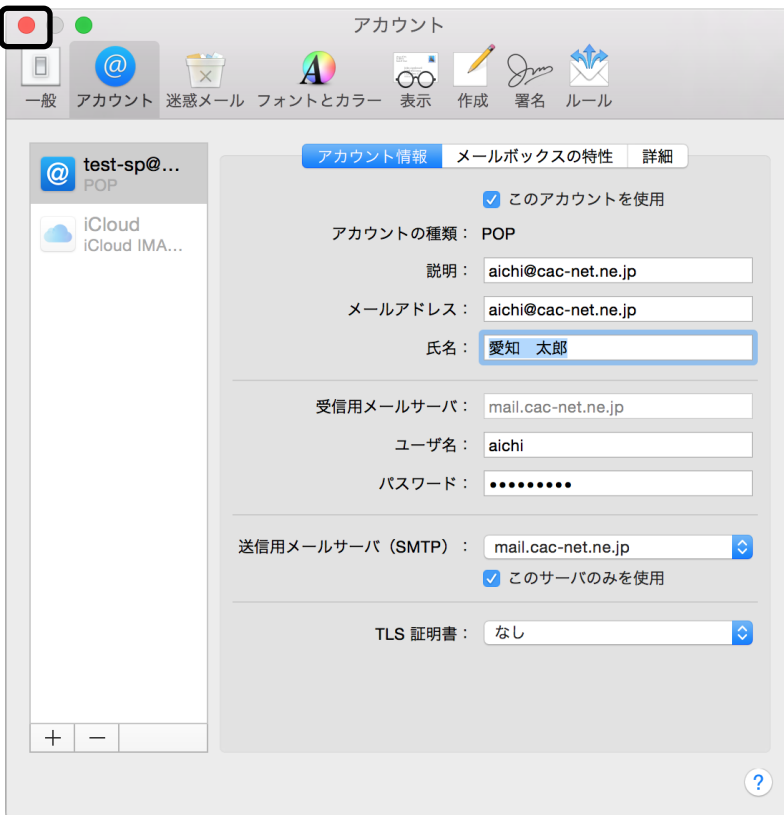 アカウント
一般 アカウント 迷惑メール フォントとカラー 表示 作成 署名 ルール
test-sp@...
POP
iCloud
iCloud IMA...
アカウント情報 メールボックスの特性 詳細
このアカウントを使用
アカウントの種類： POP
説明： aichi@cac-net.ne.jp
メールアドレス： aichi@cac-net.ne.jp
氏名： 愛知　太郎
受信用メールサーバ： mail.cac-net.ne.jp
ユーザ名： aichi
パスワード： •••••••••
送信用メールサーバ（SMTP）： mail.cac-net.ne.jp
このサーバのみを使用
TLS 証明書： なし
+ −
?